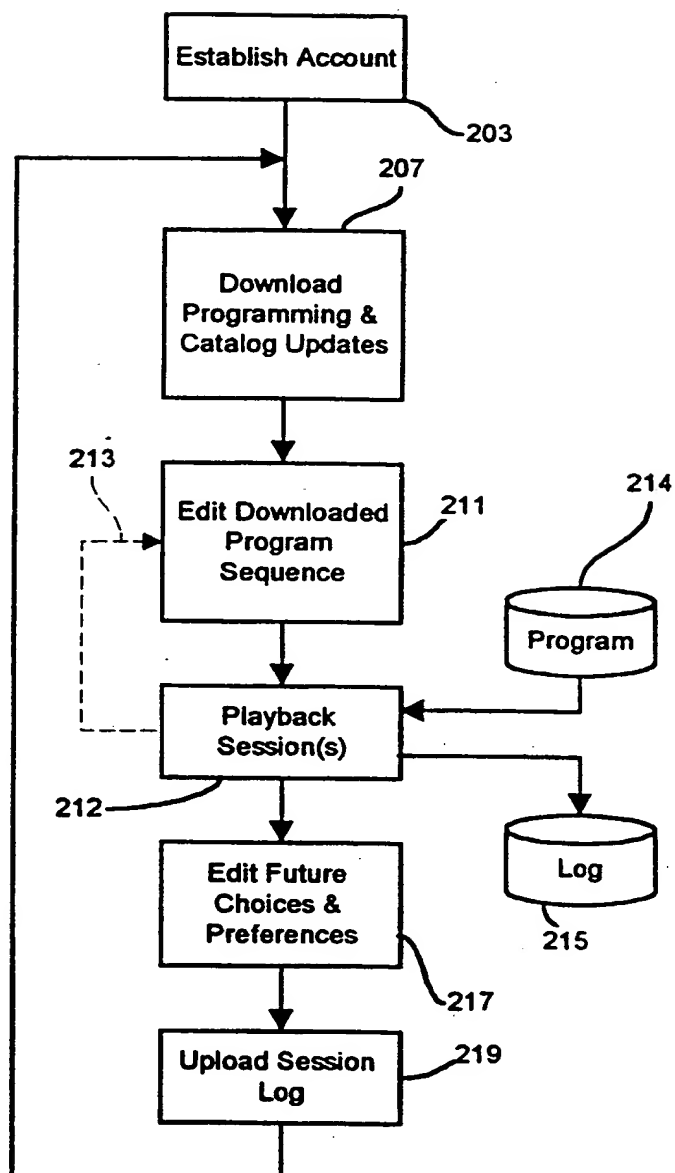 Establish Account
203
207
Download
Programming &
Catalog Updates
213
Edit Downloaded
Program
Sequence
211
214
Program
Playback
Session(s)
212
Log
215
Edit Future
Choices &
Preferences
217
Upload Session
Log
219